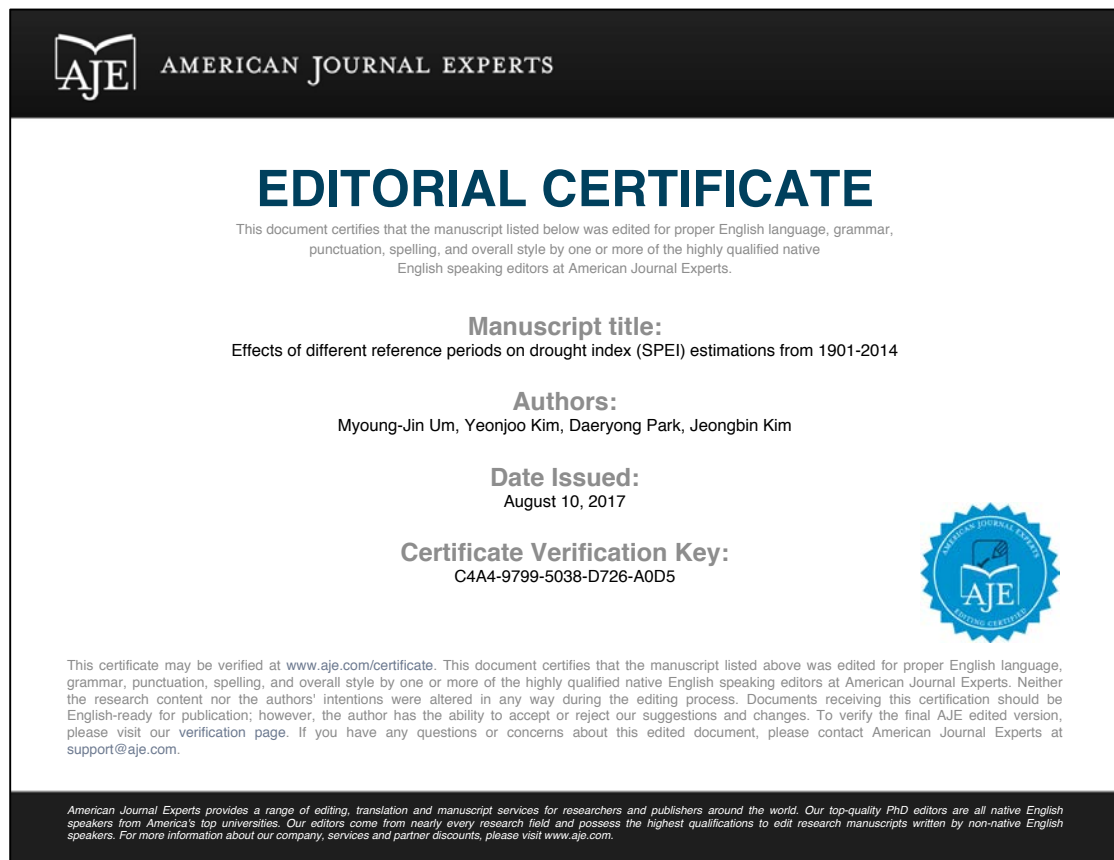 AJE AMERICAN JOURNAL EXPERTS
EDITORIAL CERTIFICATE
This document certifies that the manuscript listed below was edited for proper English language, grammar,
punctuation, spelling, and overall style by one or more of the highly qualified native
English speaking editors at American Journal Experts.
Manuscript title:
Effects of different reference periods on drought index (SPEI) estimations from 1901-2014
Authors:
Myoung-Jin Um, Yeonjoo Kim, Daeryong Park, Jeongbin Kim
Date Issued:
August 10, 2017
Certificate Verification Key:
C4A4-9799-5038-D726-A0D5
AMERICAN JOURNAL EXPERTS
AJE
EDITING CERTIFIED
This certificate may be verified at www.aje.com/certificate. This document certifies that the manuscript listed above was edited for proper English language,
grammar, punctuation, spelling, and overall style by one or more of the highly qualified native English speaking editors at American Journal Experts. Neither
the research content nor the authors' intentions were altered in any way during the editing process. Documents receiving this certification should be
English-ready for publication; however, the author has the ability to accept or reject our suggestions and changes. To verify the final AJE edited version,
please visit our verification page. If you have any questions or concerns about this edited document, please contact American Journal Experts at
support@aje.com.
American Journal Experts provides a range of editing, translation and manuscript services for researchers and publishers around the world. Our top-quality PhD editors are all native English
speakers from America's top universities. Our editors come from nearly every research field and possess the highest qualifications to edit research manuscripts written by non-native English
speakers. For more information about our company, services and partner discounts, please visit www.aje.com.